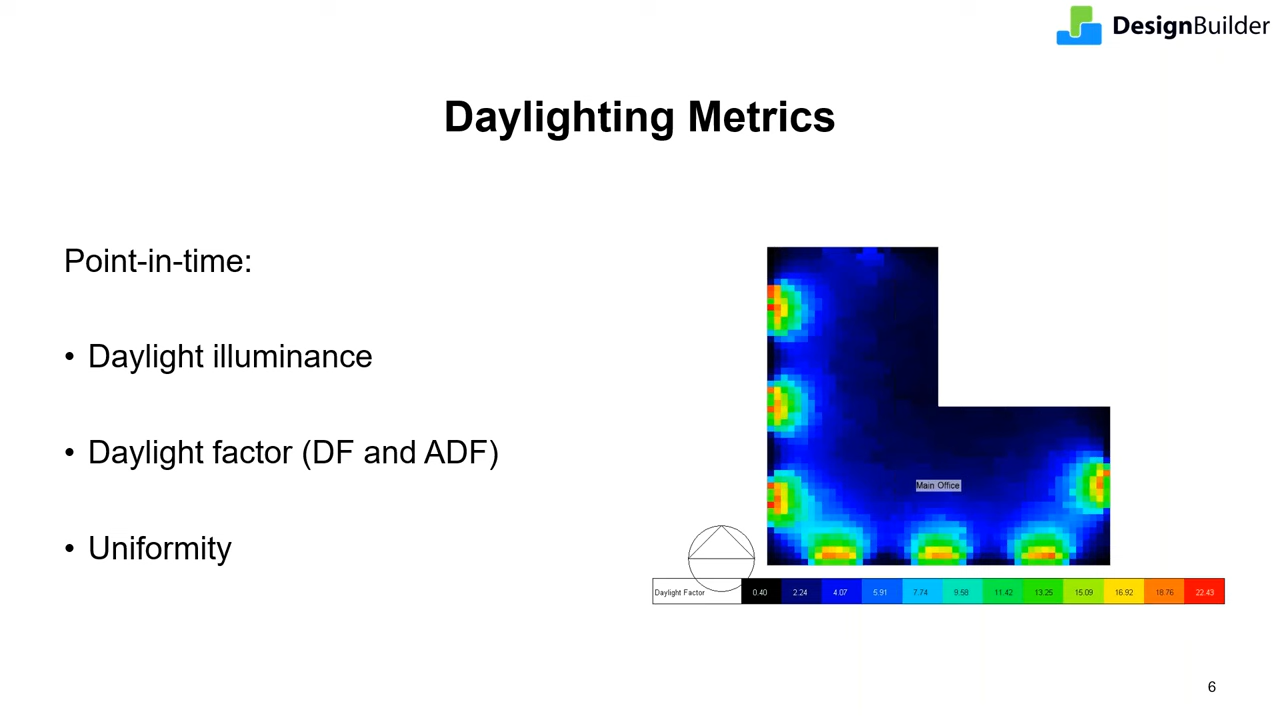 DesignBuilder
Daylighting Metrics
Point-in-time:
• Daylight illuminance
• Daylight factor (DF and ADF)
• Uniformity
Main Office
Daylight Factor 0.40 2.24 4.07 5.91 7.74 9.58 11.42 13.25 15.09 16.92 18.76 22.43
6